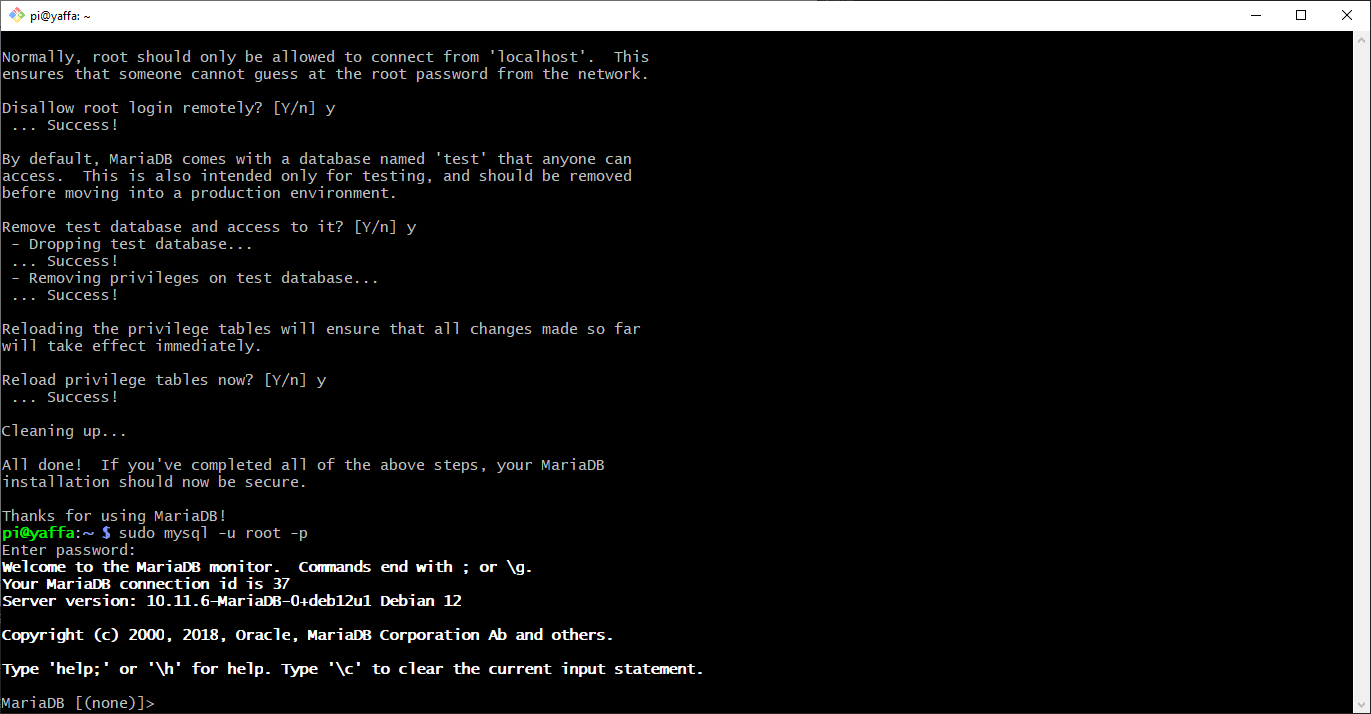 pi@yaffa: ~
Normally, root should only be allowed to connect from 'localhost'.  This
ensures that someone cannot guess at the root password from the network.
Disallow root login remotely? [Y/n] y
 ... Success!
By default, MariaDB comes with a database named 'test' that anyone can
access.  This is also intended only for testing, and should be removed
before moving into a production environment.
Remove test database and access to it? [Y/n] y
 - Dropping test database...
 ... Success!
 - Removing privileges on test database...
 ... Success!
Reloading the privilege tables will ensure that all changes made so far
will take effect immediately.
Reload privilege tables now? [Y/n] y
 ... Success!
Cleaning up...
All done!  If you've completed all of the above steps, your MariaDB
installation should now be secure.
Thanks for using MariaDB!
pi@yaffa:~ $ sudo mysql -u root -p
Enter password:
Welcome to the MariaDB monitor.  Commands end with ; or \g.
Your MariaDB connection id is 37
Server version: 10.11.6-MariaDB-0+deb12u1 Debian 12
Copyright (c) 2000, 2018, Oracle, MariaDB Corporation Ab and others.
Type 'help;' or '\h' for help. Type '\c' to clear the current input statement.
MariaDB [(none)]>